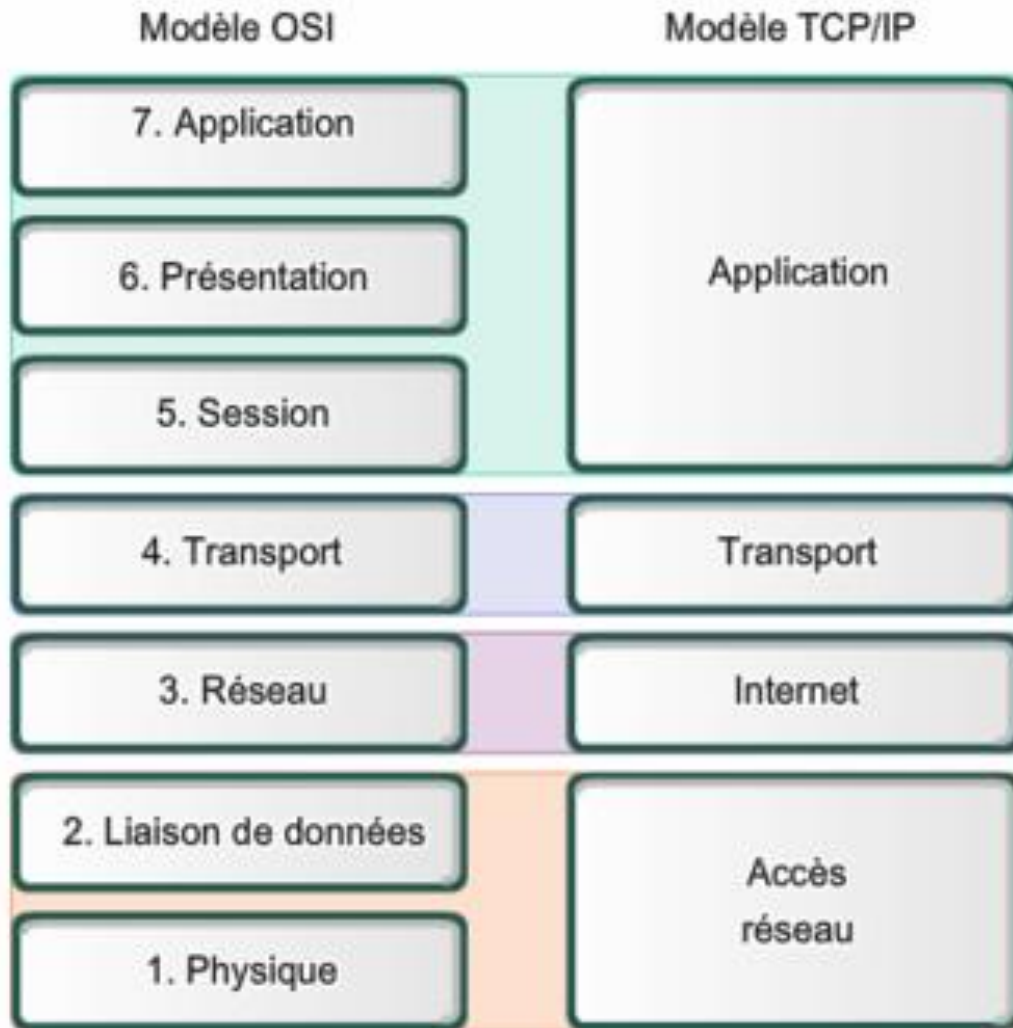 Modèle OSI
Modèle TCP/IP
7. Application
6. Présentation
5. Session
4. Transport
3. Réseau
2. Liaison de données
1. Physique
Application
Transport
Internet
Accès
réseau